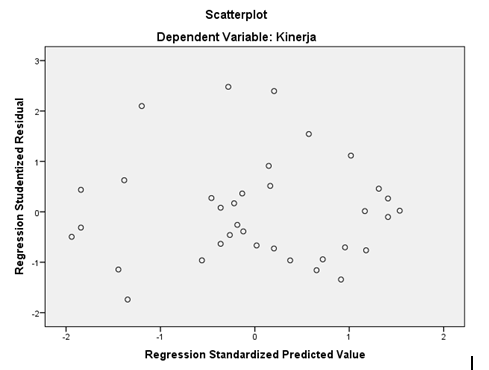 Scatterplot
Dependent Variable: Kinerja
Regression Studentized Residual
3
2
1
0
-1
-2
-2
-1
0
1
2
Regression Standardized Predicted Value